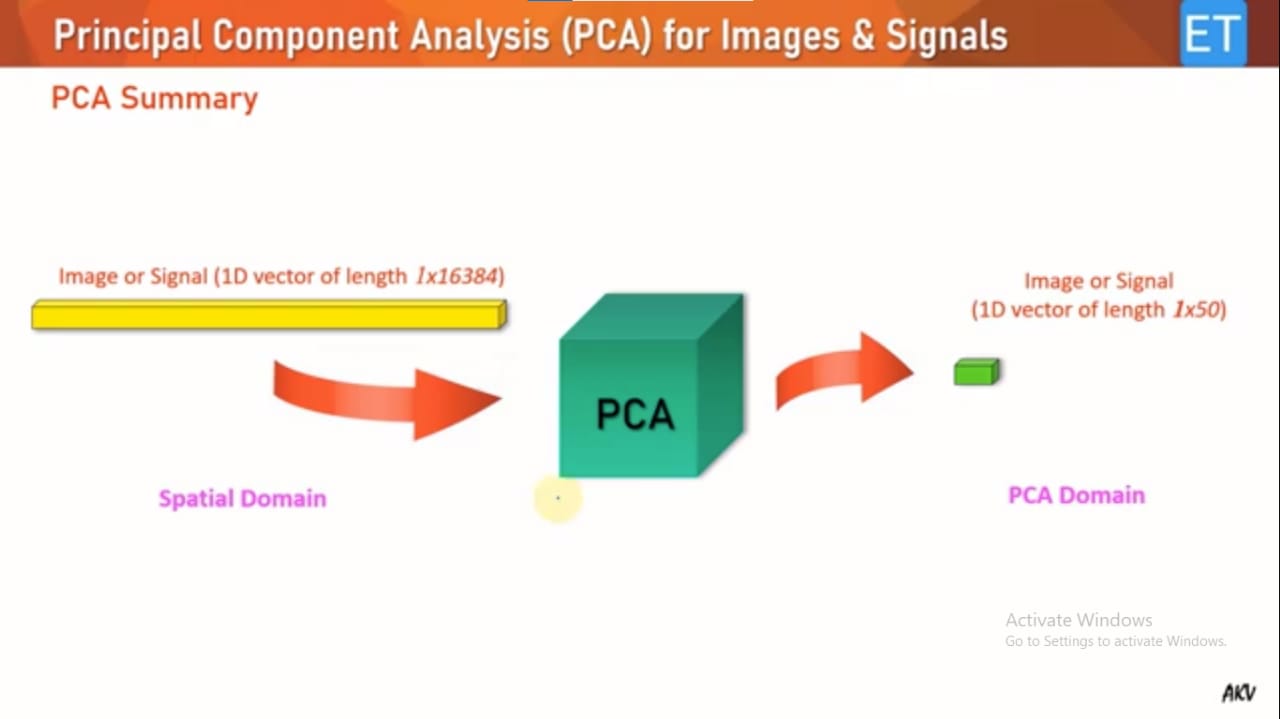 Principal Component Analysis (PCA) for Images & Signals
ET
PCA Summary
Image or Signal (1D vector of length 1x16384)
Image or Signal
(1D vector of length 1x50)
PCA
Spatial Domain
PCA Domain
Activate Windows
Go to Settings to activate Windows.
AKV